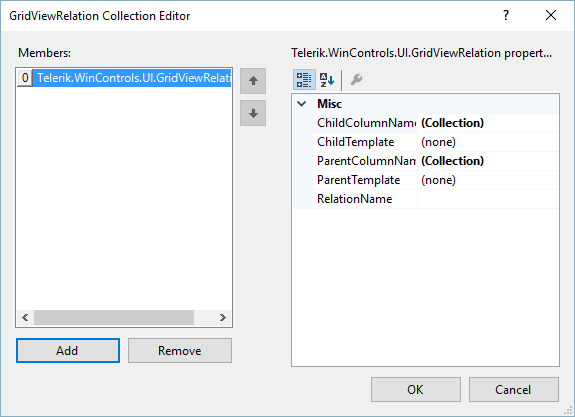 GridViewRelation Collection Editor
Members:
0 Telerik.WinControls.UI.GridViewRelati
Add
Remove
Telerik.WinControls.UI.GridViewRelation propert...
Misc
ChildColumnName (Collection)
ChildTemplate (none)
ParentColumnNam (Collection)
ParentTemplate (none)
RelationName
OK
Cancel